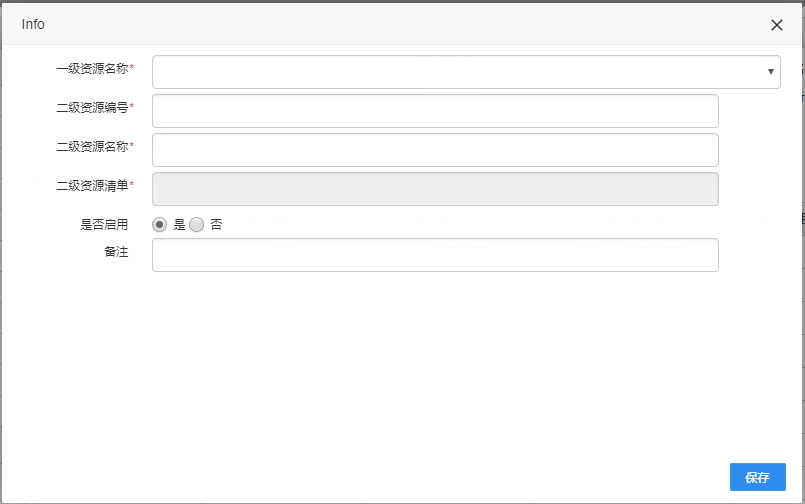 Info
一级资源名称*
二级资源编号*
二级资源名称*
二级资源清单*
是否启用 是 否
备注
保存